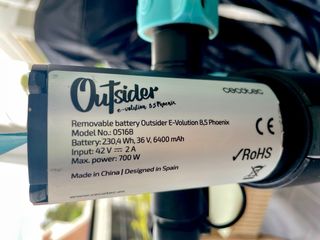 Outsider
e-volution 8,5 Phoenix
cecotec
Removable battery Outsider E-Volution 8,5 Phoenix
Model No.: 05168
Battery: 230,4 Wh, 36 V, 6400 mAh
Input: 42 V ⎓ 2 A
Max. power: 700 W
CE
✓RoHS
Made in China | Designed in Spain